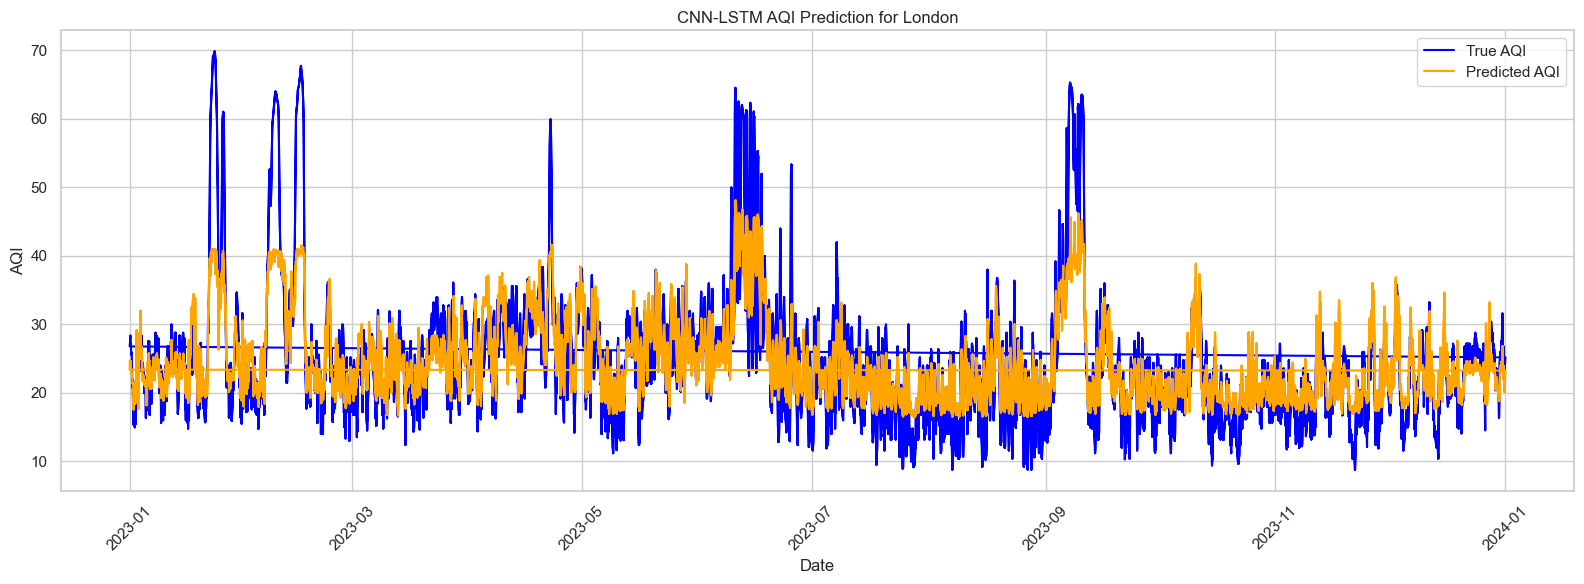 CNN-LSTM AQI Prediction for London
True AQI
Predicted AQI
AQI
70
60
50
40
30
20
10
2023-01
2023-03
2023-05
2023-07
2023-09
2023-11
2024-01
Date